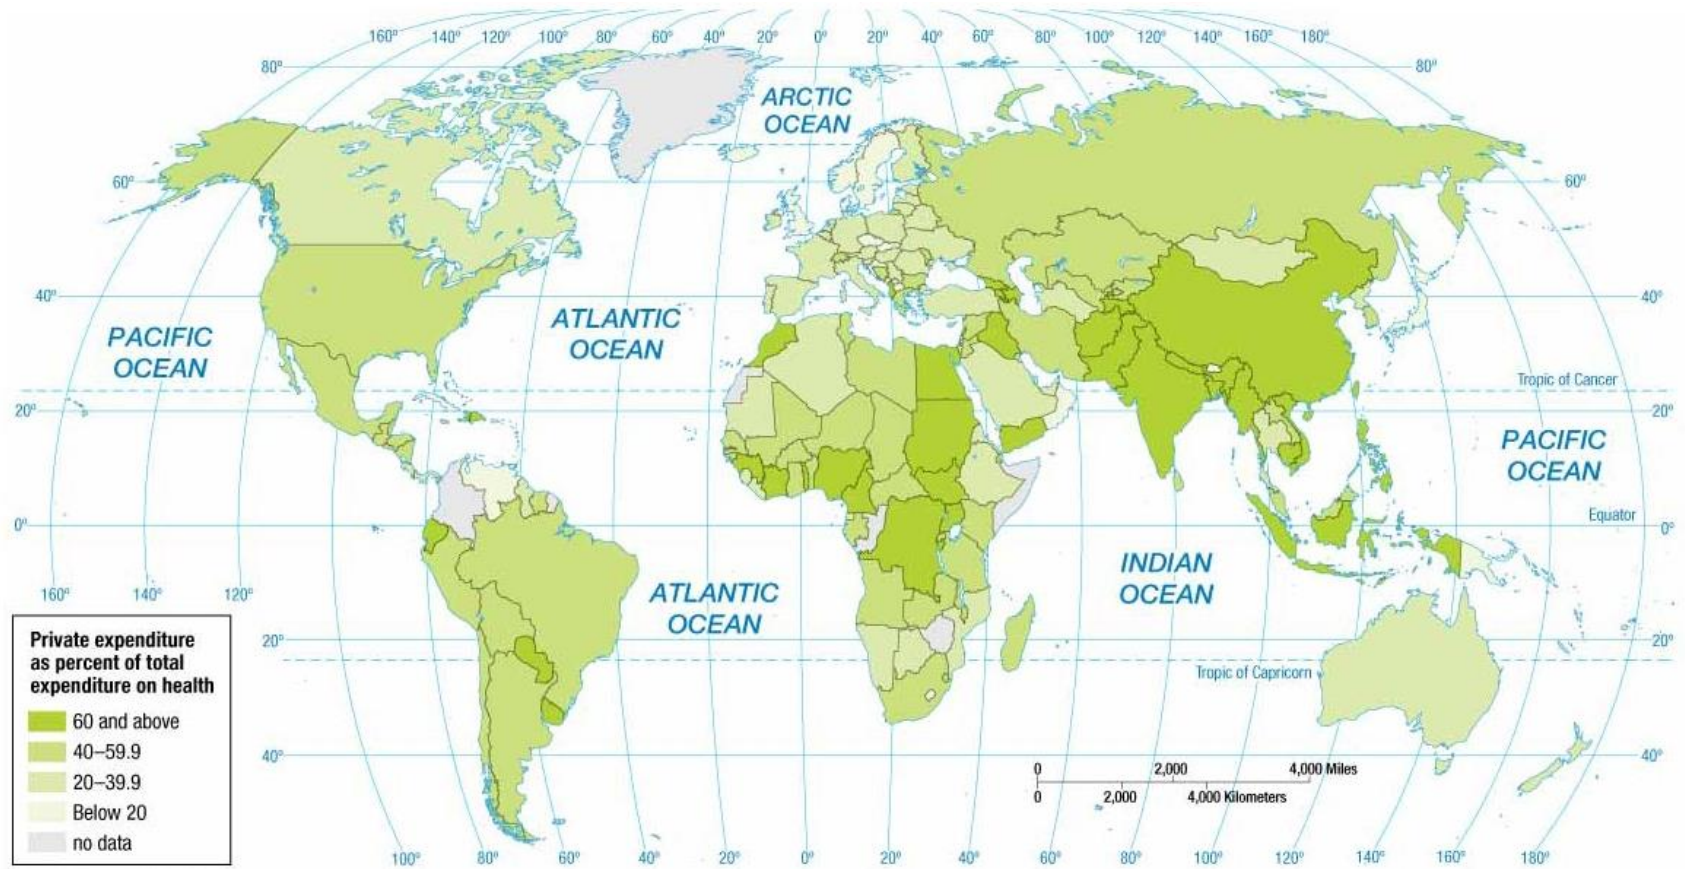 160° 140° 120° 100° 80° 60° 40° 20° 0° 20° 40° 60° 80° 100° 120° 140° 160° 180°
80° 80°
ARCTIC
OCEAN
60° 60°
40° 40°
ATLANTIC
OCEAN
PACIFIC
OCEAN
Tropic of Cancer
20° 20°
PACIFIC
OCEAN
Equator
0° 0°
INDIAN
OCEAN
ATLANTIC
OCEAN
160° 140° 120° 160° 140°
20° 20°
Tropic of Capricorn
40° 40°
0 2,000 4,000 Miles
0 2,000 4,000 Kilometers
100° 80° 60° 40° 20° 0° 20° 40° 60° 80° 100° 120° 140° 160° 180°
Private expenditure
as percent of total
expenditure on health
60 and above
40–59.9
20–39.9
Below 20
no data